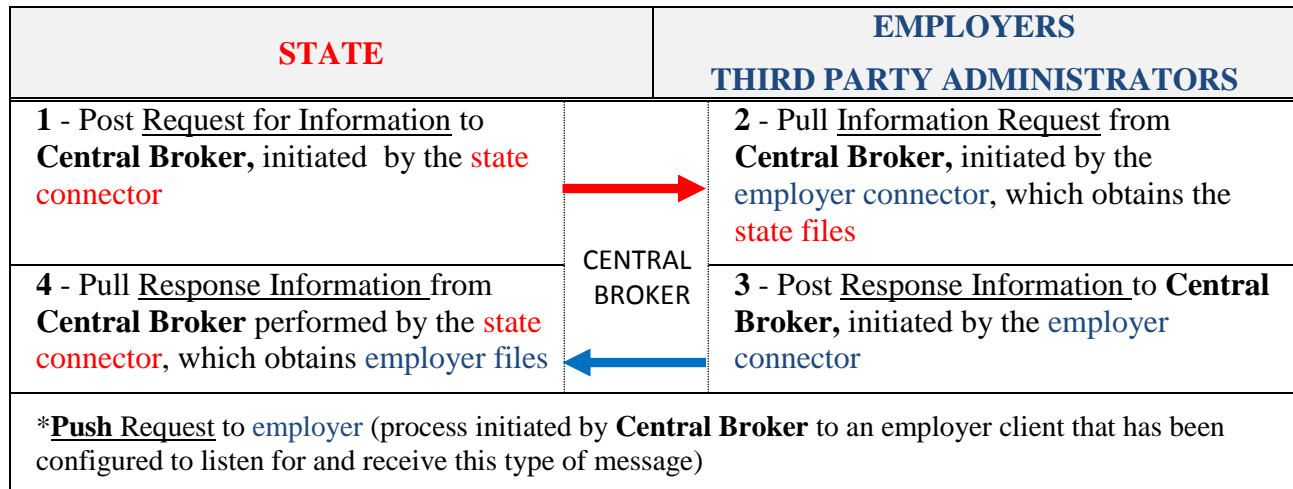 STATE
EMPLOYERS
THIRD PARTY ADMINISTRATORS
1 - Post Request for Information to
Central Broker, initiated by the state
connector
2 - Pull Information Request from
Central Broker, initiated by the
employer connector, which obtains the
state files
CENTRAL
BROKER
4 - Pull Response Information from
Central Broker performed by the state
connector, which obtains employer files
3 - Post Response Information to Central
Broker, initiated by the employer
connector
*Push Request to employer (process initiated by Central Broker to an employer client that has been
configured to listen for and receive this type of message)